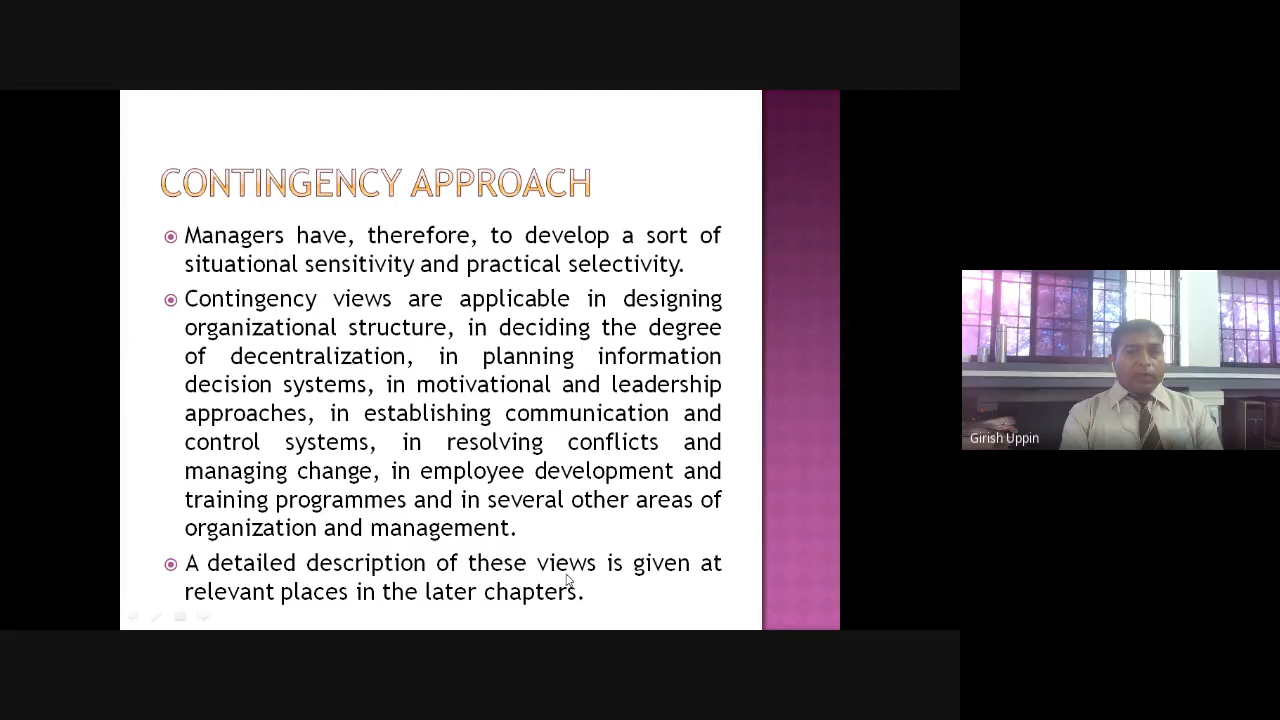 CONTINGENCY APPROACH
Managers have, therefore, to develop a sort of
situational sensitivity and practical selectivity.
Contingency views are applicable in designing
organizational structure, in deciding the degree
of decentralization, in planning information
decision systems, in motivational and leadership
approaches, in establishing communication and
control systems, in resolving conflicts and
managing change, in employee development and
training programmes and in several other areas of
organization and management.
A detailed description of these views is given at
relevant places in the later chapters.
Girish Uppin